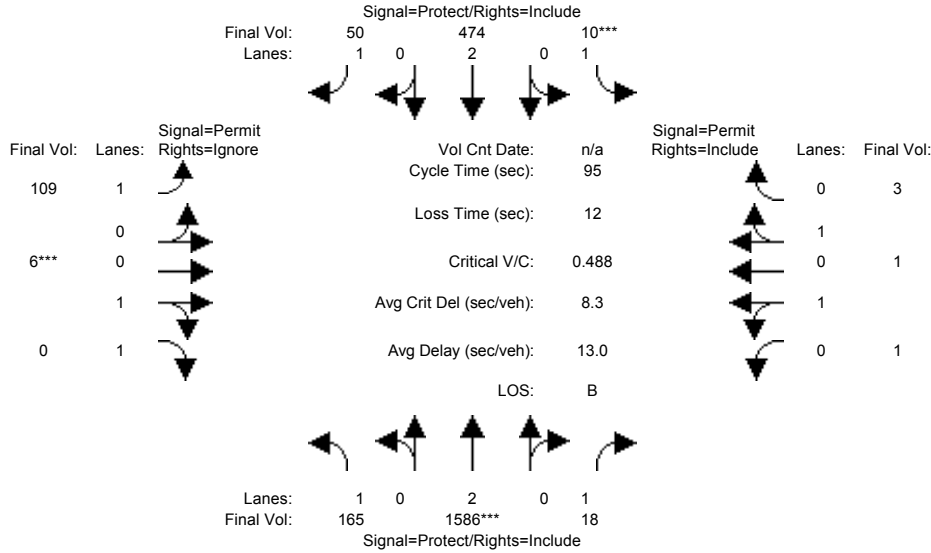 Signal=Protect/Rights=Include
Final Vol: 50 474 10***
Lanes: 1 0 2 0 1
Signal=Permit Signal=Permit
Final Vol: Lanes: Rights=Ignore Vol Cnt Date: n/a Rights=Include Lanes: Final Vol:
Cycle Time (sec): 95
109 1 0 3
Loss Time (sec): 12
0 1
6*** 0 Critical V/C: 0.488 0 1
1 Avg Crit Del (sec/veh): 8.3 1
0 1 Avg Delay (sec/veh): 13.0 0 1
LOS: B
Lanes: 1 0 2 0 1
Final Vol: 165 1586*** 18
Signal=Protect/Rights=Include